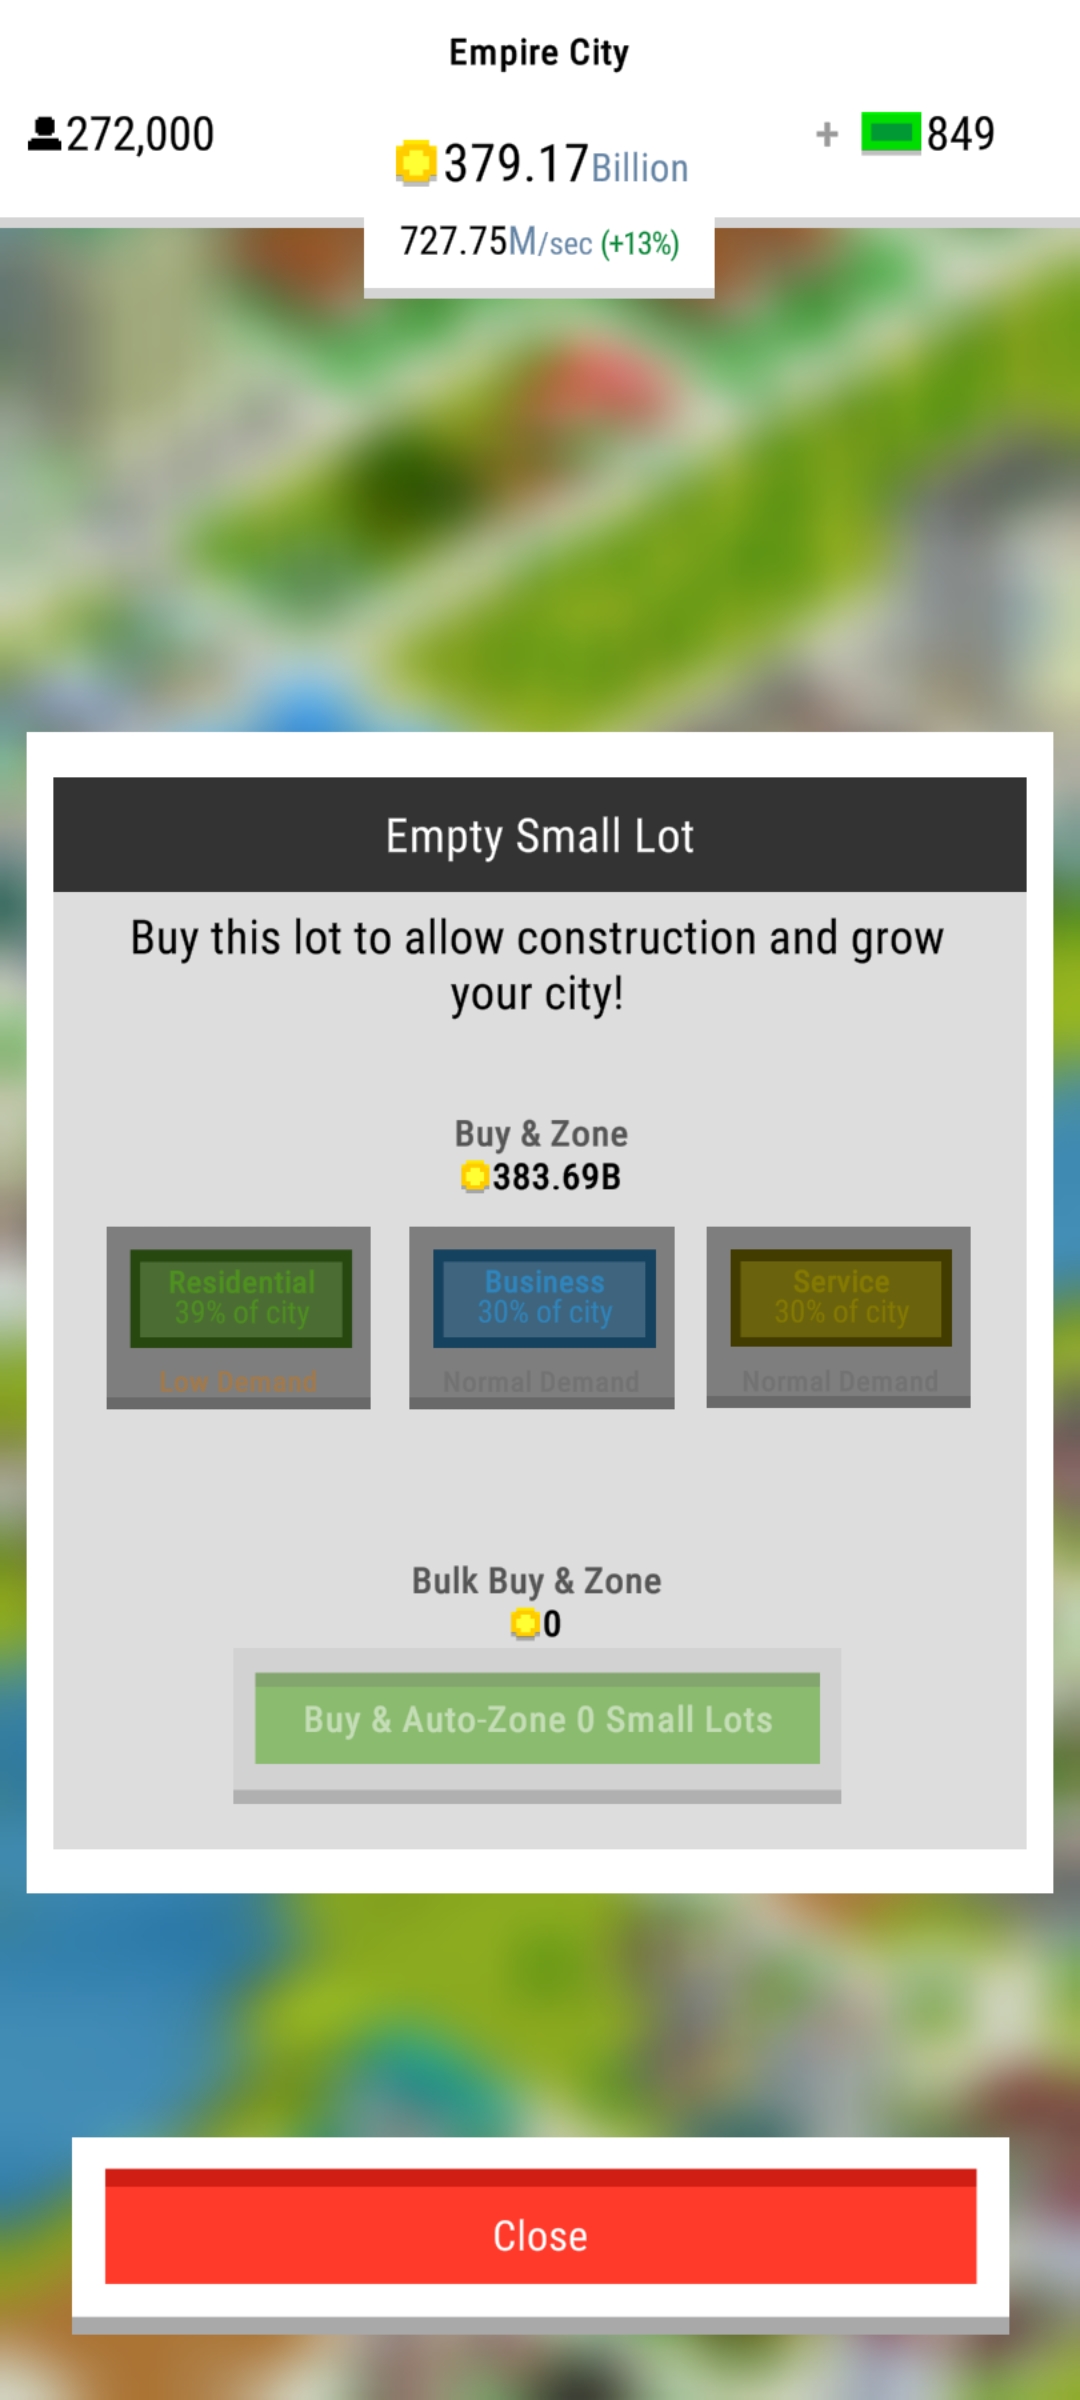 Empire City
272,000
379.17Billion
+ 849
727.75M/sec (+13%)
Empty Small Lot
Buy this lot to allow construction and grow
your city!
Buy & Zone
383.69B
Residential
39% of city
Low Demand
Business
30% of city
Normal Demand
Service
30% of city
Normal Demand
Bulk Buy & Zone
0
Buy & Auto-Zone 0 Small Lots
Close